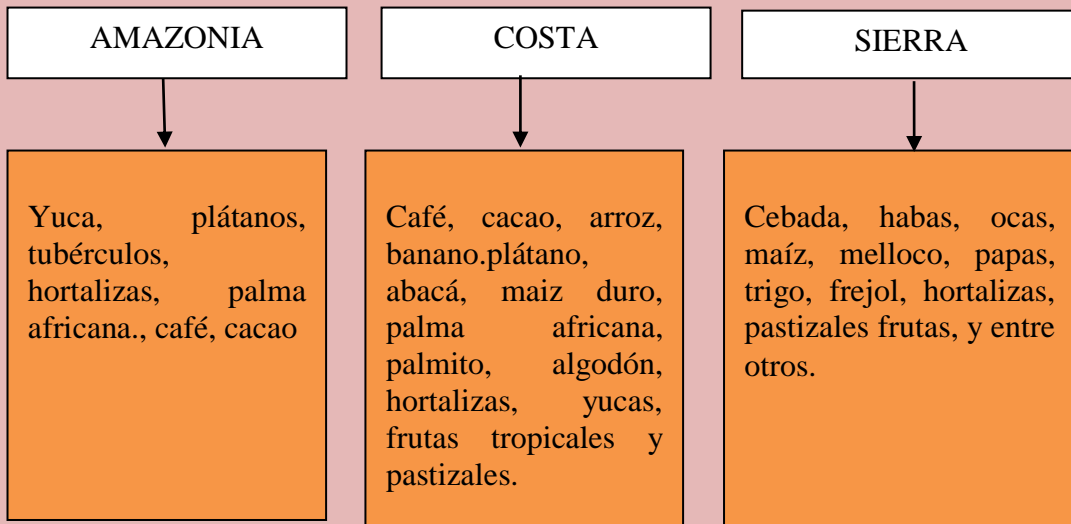 AMAZONIA
Yuca, plátanos,
tubérculos,
hortalizas, palma
africana., café, cacao
COSTA
Café, cacao, arroz,
banano.plátano,
abacá, maiz duro,
palma africana,
palmito, algodón,
hortalizas, yucas,
frutas tropicales y
pastizales.
SIERRA
Cebada, habas, ocas,
maíz, melloco, papas,
trigo, frejol, hortalizas,
pastizales frutas, y entre
otros.